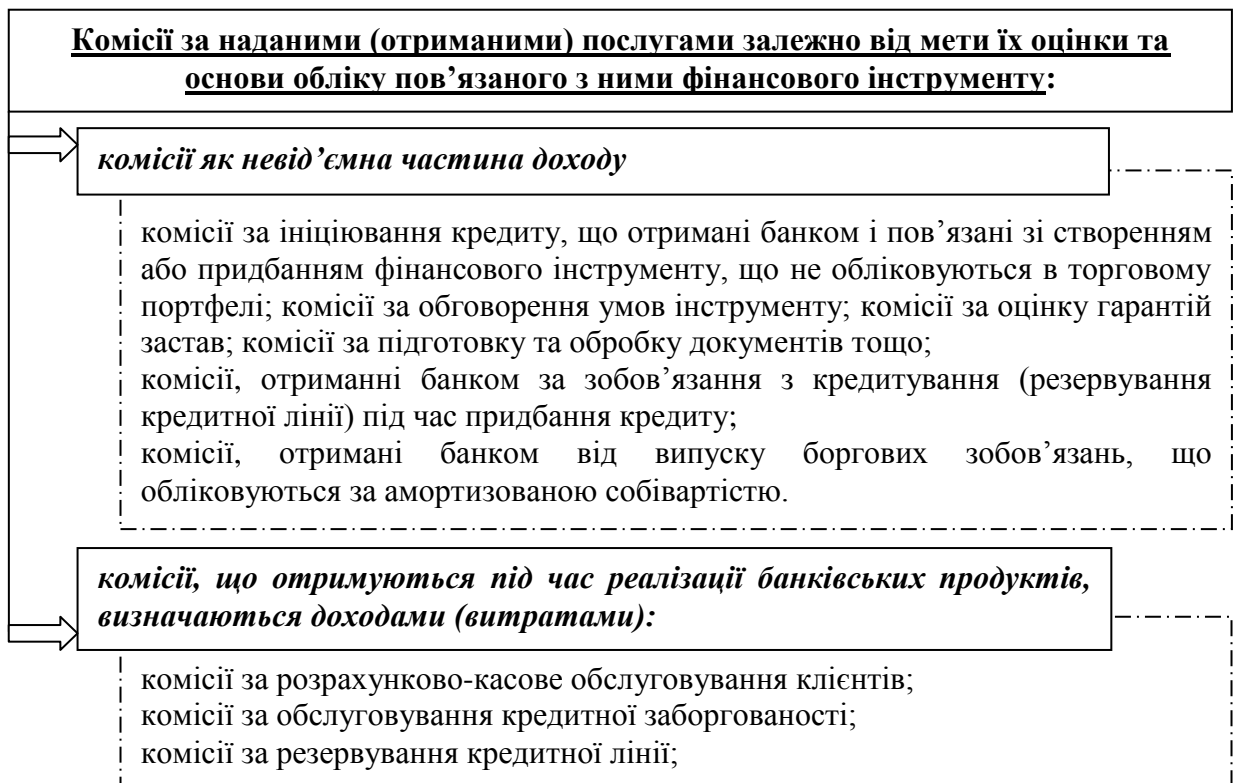 Комісії за наданими (отриманими) послугами залежно від мети їх оцінки та
основи обліку пов’язаного з ними фінансового інструменту:
комісії як невід’ємна частина доходу
комісії за ініціювання кредиту, що отримані банком і пов’язані зі створенням
або придбанням фінансового інструменту, що не обліковуються в торговому
портфелі; комісії за обговорення умов інструменту; комісії за оцінку гарантій
застав; комісії за підготовку та обробку документів тощо;
комісії, отриманні банком за зобов’язання з кредитування (резервування
кредитної лінії) під час придбання кредиту;
комісії, отримані банком від випуску боргових зобов’язань, що
обліковуються за амортизованою собівартістю.
комісії, що отримуються під час реалізації банківських продуктів,
визначаються доходами (витратами):
комісії за розрахунково-касове обслуговування клієнтів;
комісії за обслуговування кредитної заборгованості;
комісії за резервування кредитної лінії;